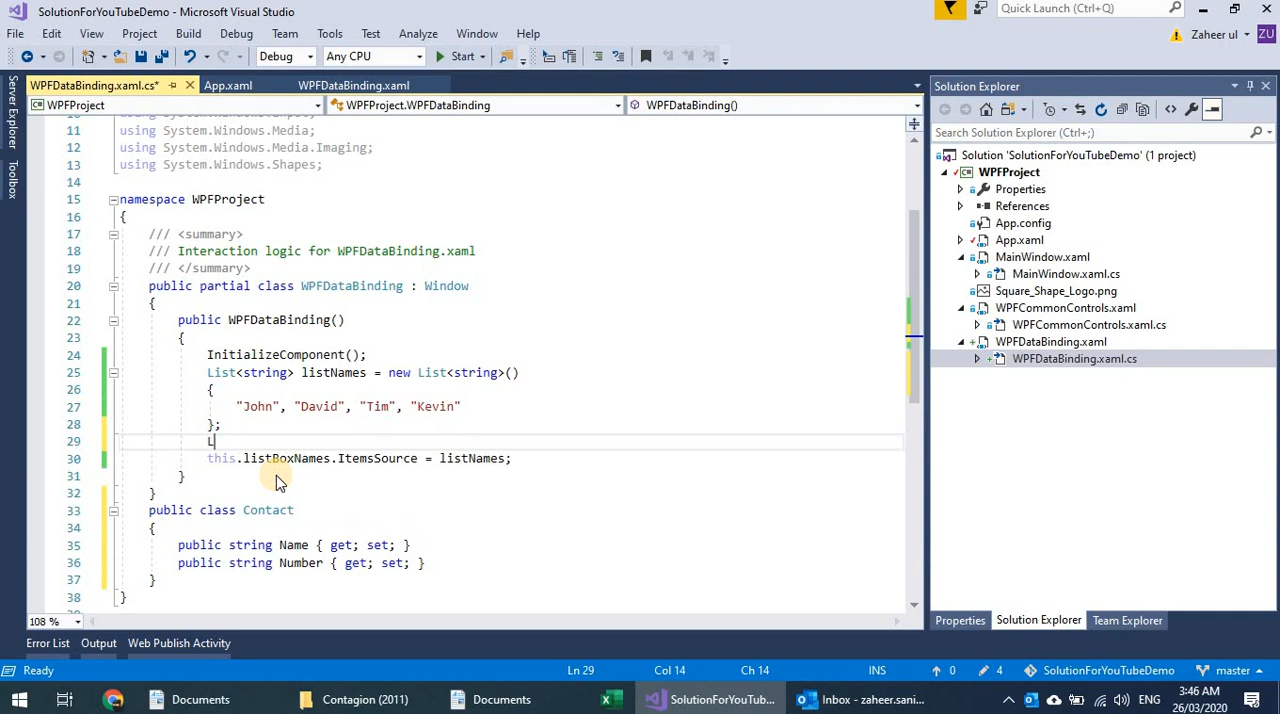 SolutionForYouTubeDemo - Microsoft Visual Studio
Quick Launch (Ctrl+Q)
File Edit View Project Build Debug Team Tools Test Analyze Window Help
Zaheer ul ZU
Debug Any CPU Start
WPFDataBinding.xaml.cs* App.xaml WPFDataBinding.xaml
WPFProject WPFProject.WPFDataBinding WPFDataBinding()
Server Explorer
Toolbox
11 using System.Windows.Media;
12 using System.Windows.Media.Imaging;
13 using System.Windows.Shapes;
14
15 namespace WPFProject
16 {
17 /// <summary>
18 /// Interaction logic for WPFDataBinding.xaml
19 /// </summary>
20 public partial class WPFDataBinding : Window
21 {
22 public WPFDataBinding()
23 {
24 InitializeComponent();
25 List<string> listNames = new List<string>()
26 {
27 "John", "David", "Tim", "Kevin"
28 };
29 L
30 this.listBoxNames.ItemsSource = listNames;
31 }
32 }
33 public class Contact
34 {
35 public string Name { get; set; }
36 public string Number { get; set; }
37 }
38 }
108 %
Solution Explorer
Search Solution Explorer (Ctrl+;)
Solution 'SolutionForYouTubeDemo' (1 project)
WPFProject
Properties
References
App.config
App.xaml
MainWindow.xaml
MainWindow.xaml.cs
Square_Shape_Logo.png
WPFCommonControls.xaml
WPFCommonControls.xaml.cs
WPFDataBinding.xaml
WPFDataBinding.xaml.cs
Properties Solution Explorer Team Explorer
Error List Output Web Publish Activity
Ready Ln 29 Col 14 Ch 14 INS 0 4 SolutionForYouTubeDemo master
Documents Contagion (2011) Documents SolutionForYouTub... Inbox - zaheer.sani... ENG 3:46 AM
26/03/2020